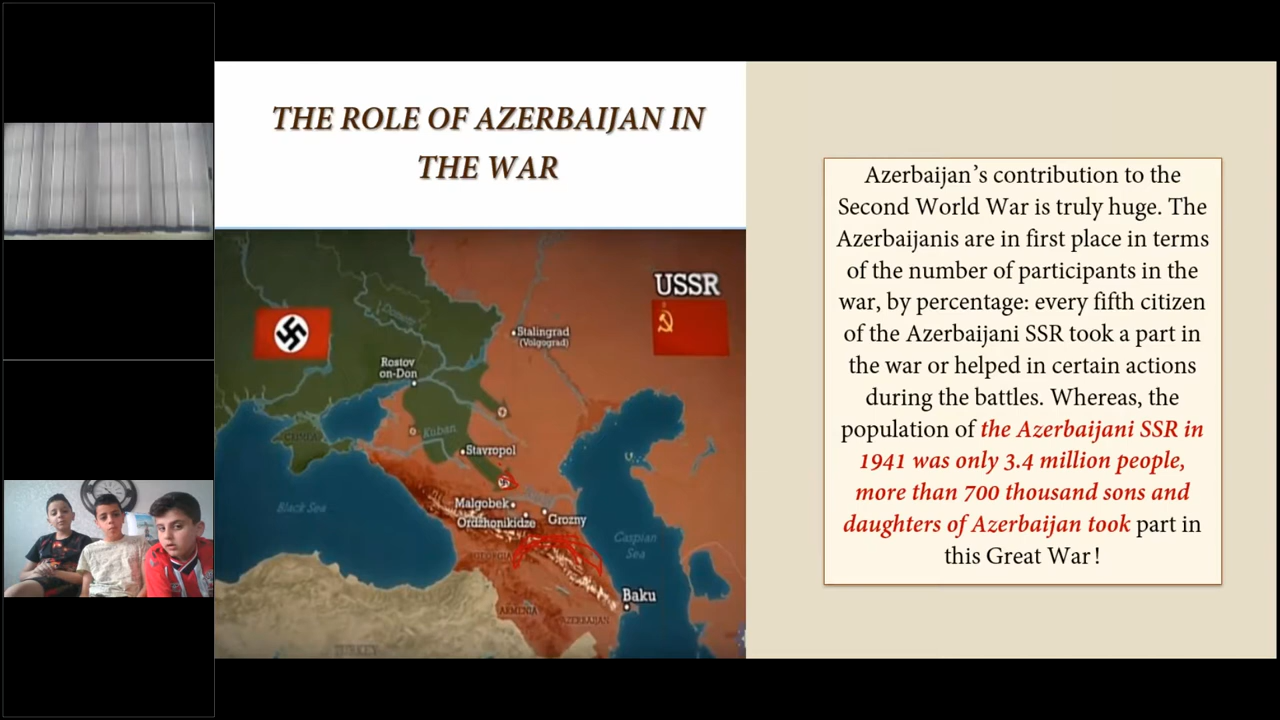 THE ROLE OF AZERBAIJAN IN
THE WAR
USSR
Stalingrad
(Volgograd)
Rostov
on-Don
CRIMEA
Kuban
Stavropol
Malgobek
Ordzhonikidze
Grozny
Black Sea
Caspian
Sea
GEORGIA
Baku
ARMENIA
AZERBAIJAN
TURKEY
Azerbaijan’s contribution to the
Second World War is truly huge. The
Azerbaijanis are in first place in terms
of the number of participants in the
war, by percentage: every fifth citizen
of the Azerbaijani SSR took a part in
the war or helped in certain actions
during the battles. Whereas, the
population of the Azerbaijani SSR in
1941 was only 3.4 million people,
more than 700 thousand sons and
daughters of Azerbaijan took part in
this Great War!